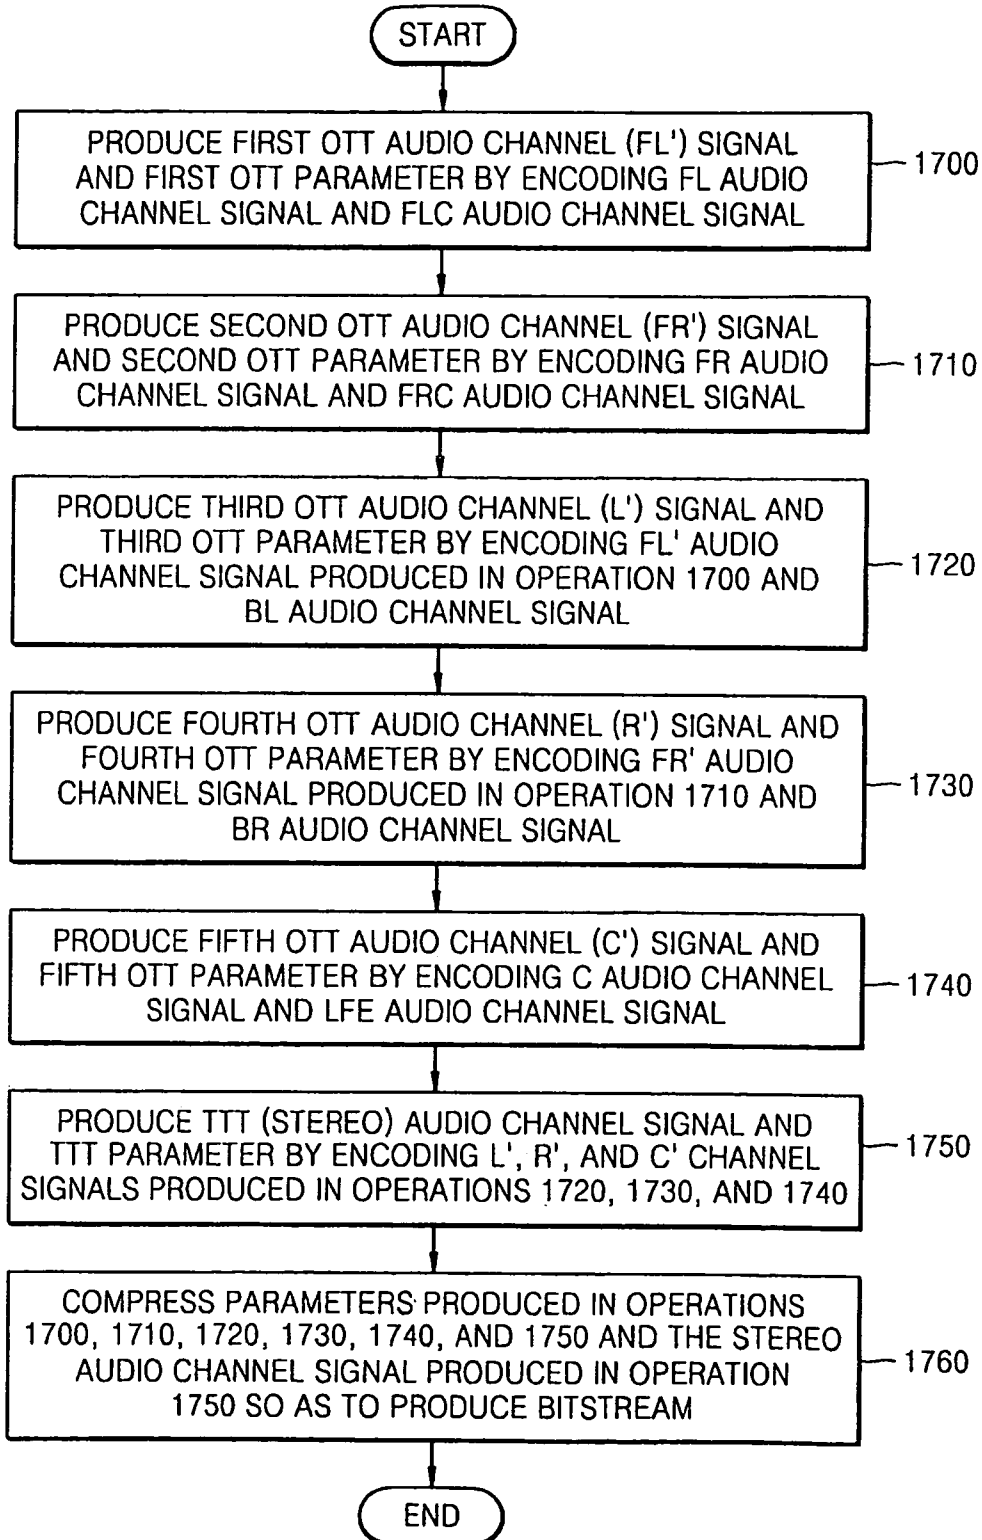 START
PRODUCE FIRST OTT AUDIO CHANNEL (FL') SIGNAL
AND FIRST OTT PARAMETER BY ENCODING FL AUDIO
CHANNEL SIGNAL AND FLC AUDIO CHANNEL SIGNAL
1700
PRODUCE SECOND OTT AUDIO CHANNEL (FR') SIGNAL
AND SECOND OTT PARAMETER BY ENCODING FR AUDIO
CHANNEL SIGNAL AND FRC AUDIO CHANNEL SIGNAL
1710
PRODUCE THIRD OTT AUDIO CHANNEL (L') SIGNAL AND
THIRD OTT PARAMETER BY ENCODING FL' AUDIO
CHANNEL SIGNAL PRODUCED IN OPERATION 1700 AND
BL AUDIO CHANNEL SIGNAL
1720
PRODUCE FOURTH OTT AUDIO CHANNEL (R') SIGNAL AND
FOURTH OTT PARAMETER BY ENCODING FR' AUDIO
CHANNEL SIGNAL PRODUCED IN OPERATION 1710 AND
BR AUDIO CHANNEL SIGNAL
1730
PRODUCE FIFTH OTT AUDIO CHANNEL (C') SIGNAL AND
FIFTH OTT PARAMETER BY ENCODING C AUDIO CHANNEL
SIGNAL AND LFE AUDIO CHANNEL SIGNAL
1740
PRODUCE TTT (STEREO) AUDIO CHANNEL SIGNAL AND
TTT PARAMETER BY ENCODING L', R', AND C' CHANNEL
SIGNALS PRODUCED IN OPERATIONS 1720, 1730, AND 1740
1750
COMPRESS PARAMETERS PRODUCED IN OPERATIONS
1700, 1710, 1720, 1730, 1740, AND 1750 AND THE STEREO
AUDIO CHANNEL SIGNAL PRODUCED IN OPERATION
1750 SO AS TO PRODUCE BITSTREAM
1760
END